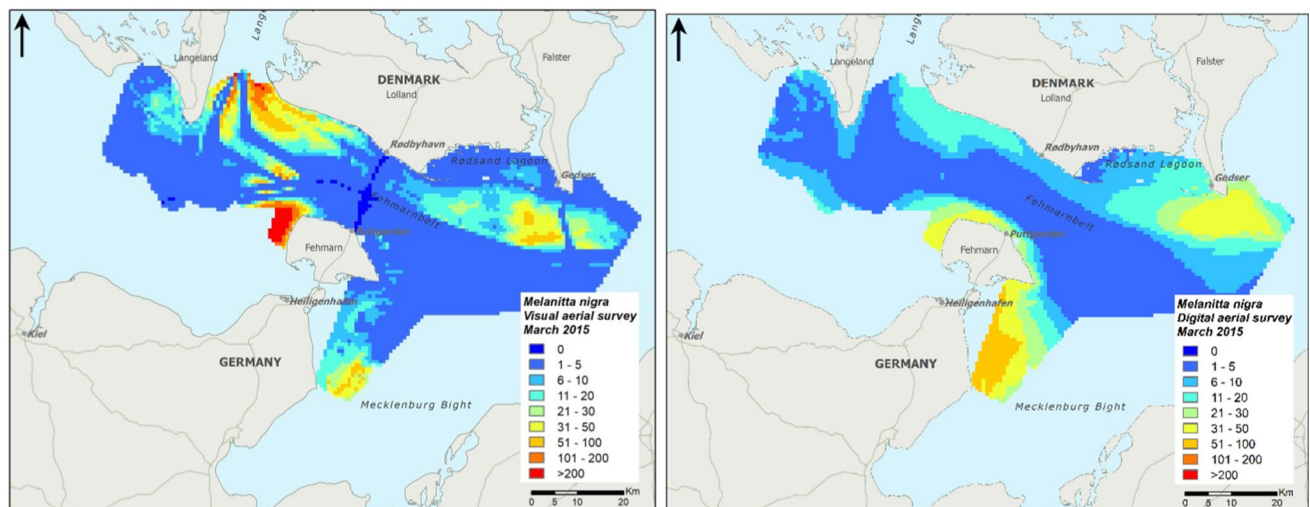 Lange
Langeland
Falster
DENMARK
Lolland
Rødbyhavn
Rødsand Lagoon
Gedser
Fehmarnbelt
Puttgarden
Fehmarn
Heiligenhafen
Kiel
GERMANY
Mecklenburg Bight
Melanitta nigra
Visual aerial survey
March 2015
0
1 - 5
6 - 10
11 - 20
21 - 30
31 - 50
51 - 100
101 - 200
>200
Km
0 5 10 20
Lange
Langeland
Falster
DENMARK
Lolland
Rødbyhavn
Rødsand Lagoon
Gedser
Fehmarnbelt
Puttgarden
Fehmarn
Heiligenhafen
Kiel
GERMANY
Mecklenburg Bight
Melanitta nigra
Digital aerial survey
March 2015
0
1 - 5
6 - 10
11 - 20
21 - 30
31 - 50
51 - 100
101 - 200
>200
Km
0 5 10 20